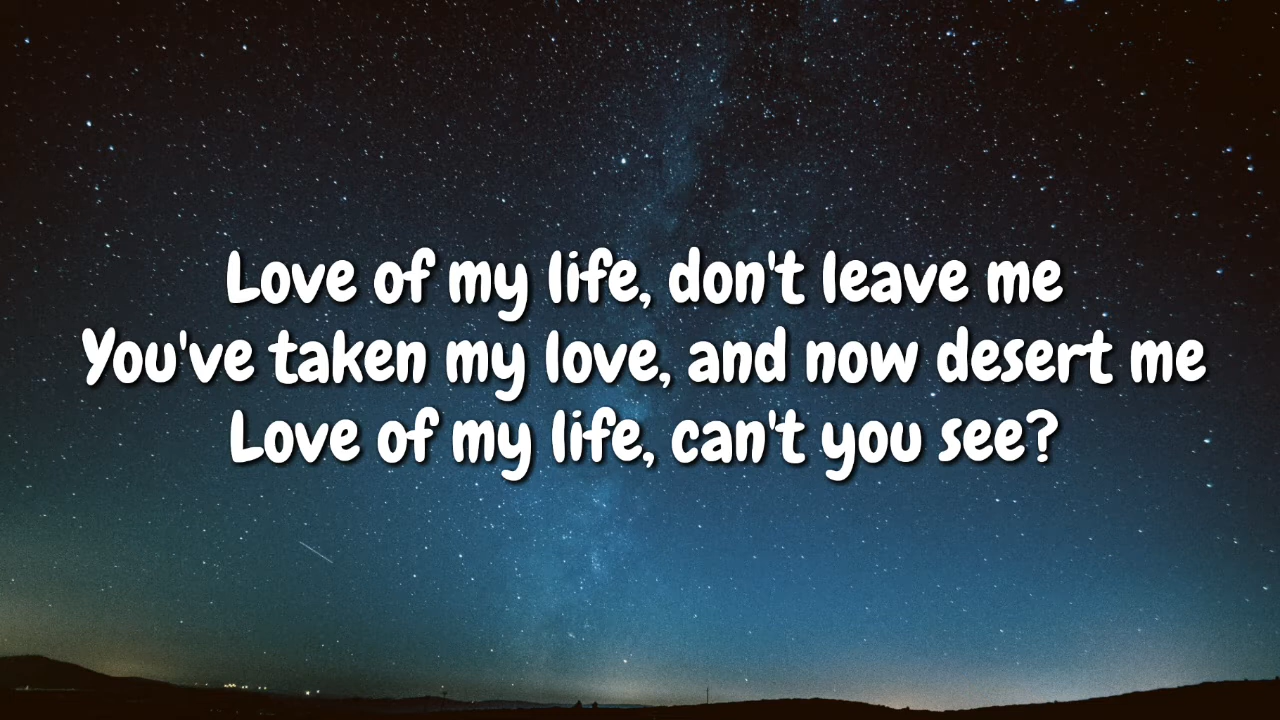 Love of my life, don't leave me
You've taken my love, and now desert me
Love of my life, can't you see?